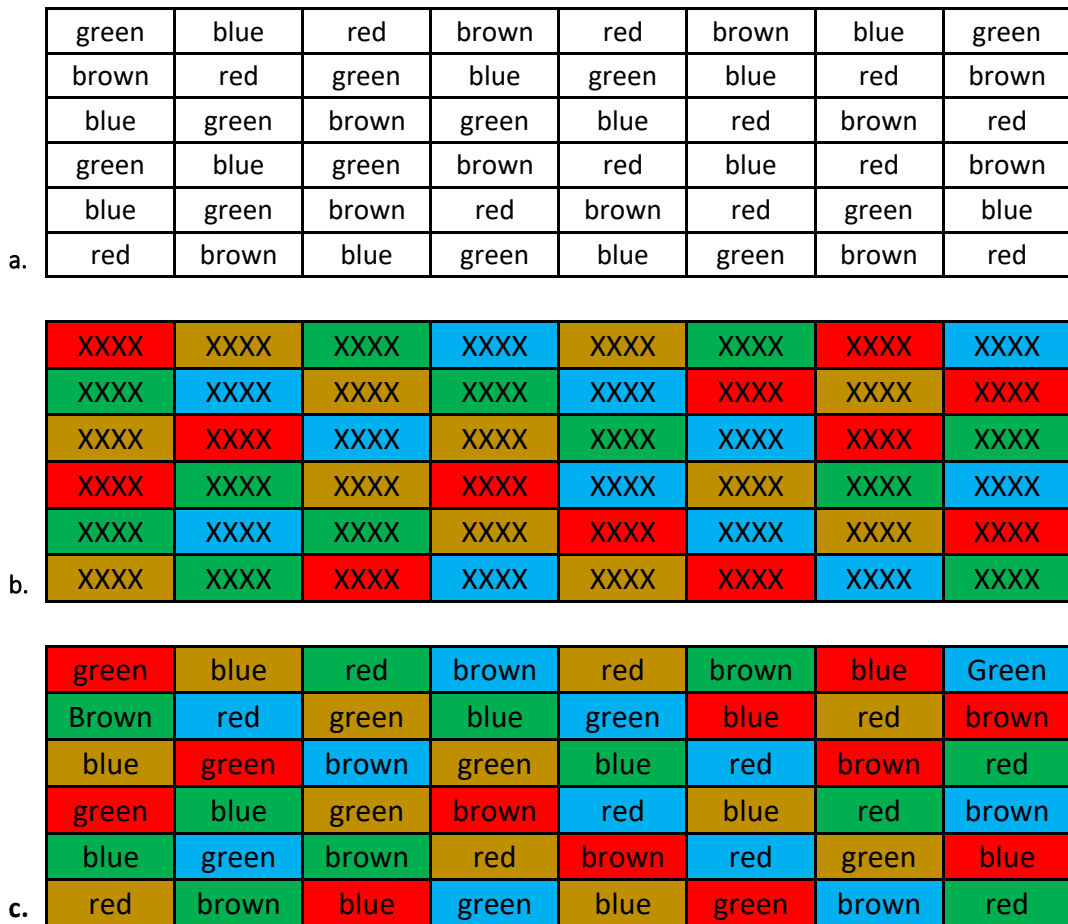 green blue red brown red brown blue green
brown red green blue green blue red brown
blue green brown green blue red brown red
green blue green brown red blue red brown
blue green brown red brown red green blue
a. red brown blue green blue green brown red
XXXX XXXX XXXX XXXX XXXX XXXX XXXX XXXX
XXXX XXXX XXXX XXXX XXXX XXXX XXXX XXXX
XXXX XXXX XXXX XXXX XXXX XXXX XXXX XXXX
XXXX XXXX XXXX XXXX XXXX XXXX XXXX XXXX
XXXX XXXX XXXX XXXX XXXX XXXX XXXX XXXX
b. XXXX XXXX XXXX XXXX XXXX XXXX XXXX XXXX
green blue red brown red brown blue Green
Brown red green blue green blue red brown
blue green brown green blue red brown red
green blue green brown red blue red brown
blue green brown red brown red green blue
c. red brown blue green blue green brown red